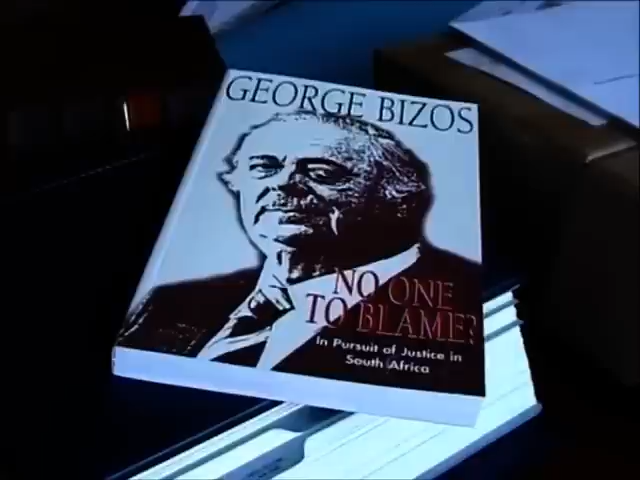 GEORGE BIZOS
NO ONE
TO BLAME?
In Pursuit of Justice in
South Africa